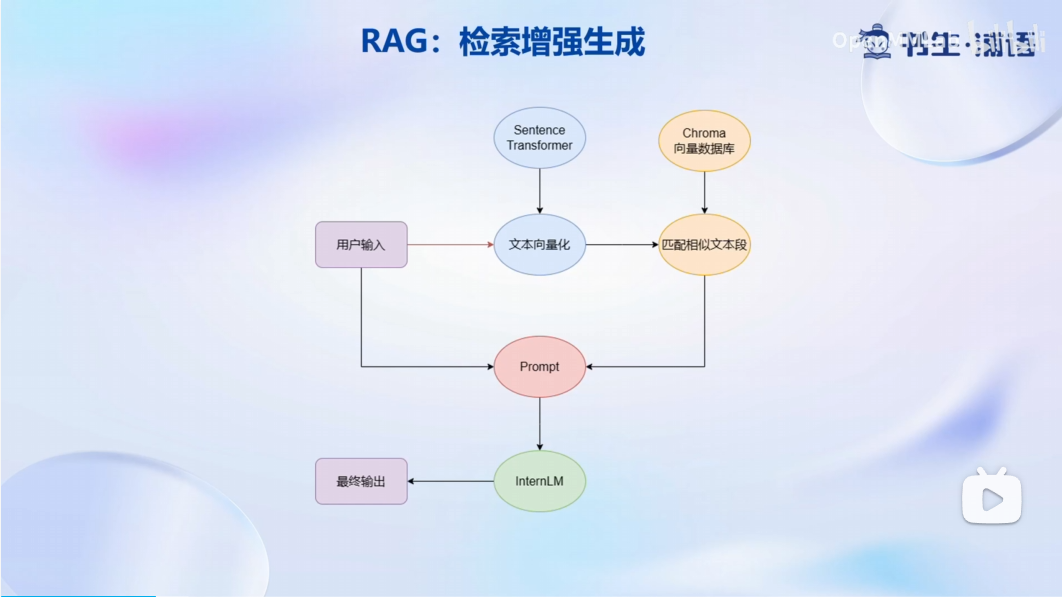 RAG：检索增强生成
书生·浦语
Sentence
Transformer
Chroma
向量数据库
用户输入
文本向量化
匹配相似文本段
Prompt
最终输出
InternLM